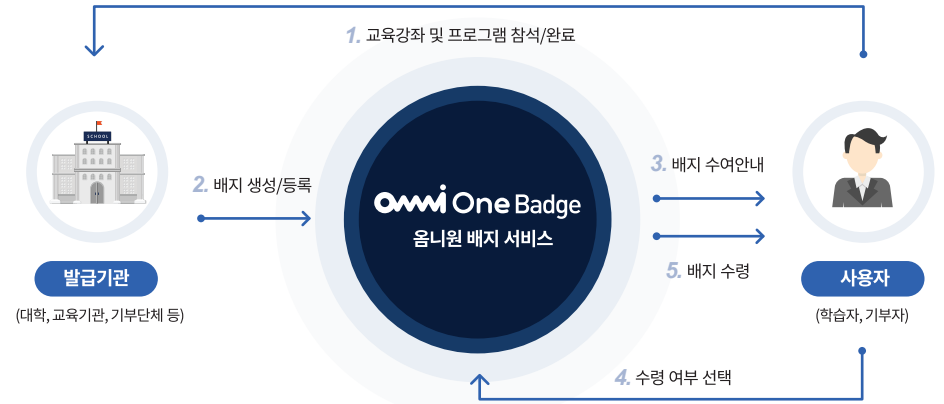 1. 교육강좌 및 프로그램 참석/완료
SCHOOL
2. 배지 생성/등록
omni One Badge
옴니원 배지 서비스
3. 배지 수여안내
5. 배지 수령
발급기관
(대학, 교육기관, 기부단체 등)
사용자
(학습자, 기부자)
4. 수령 여부 선택